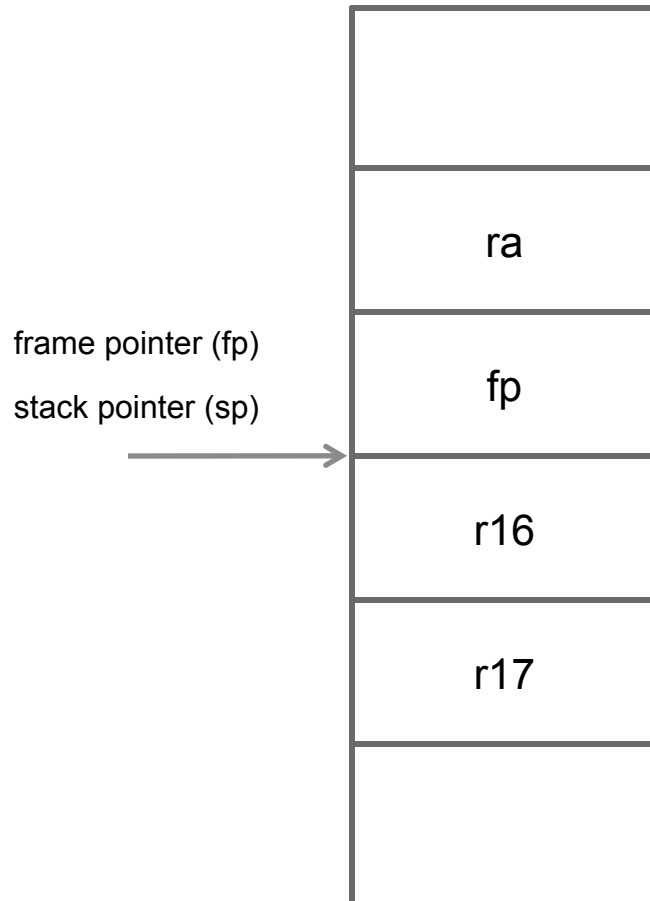 ra
frame pointer (fp)
fp
stack pointer (sp)
r16
r17